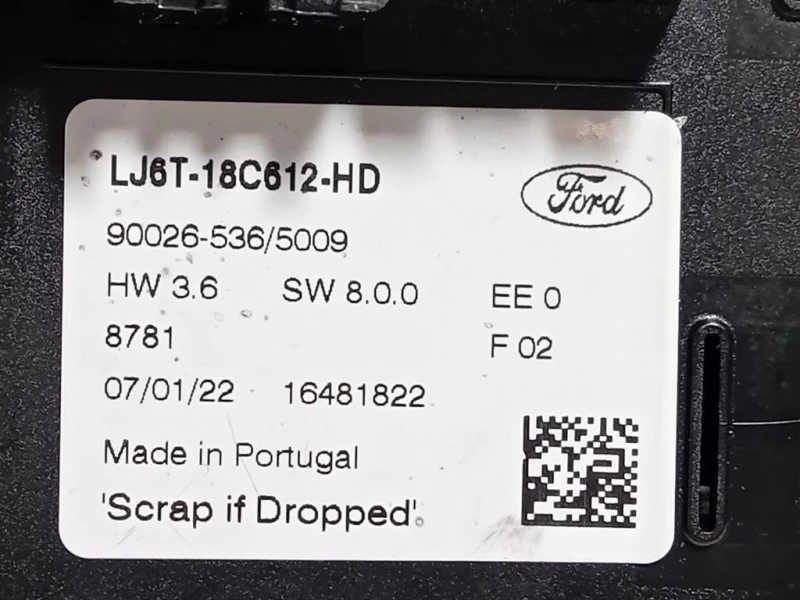 LJ6T-18C612-HD
Ford
90026-536/5009
HW 3.6 SW 8.0.0 EE 0
8781 F 02
07/01/22 16481822
Made in Portugal
'Scrap if Dropped'